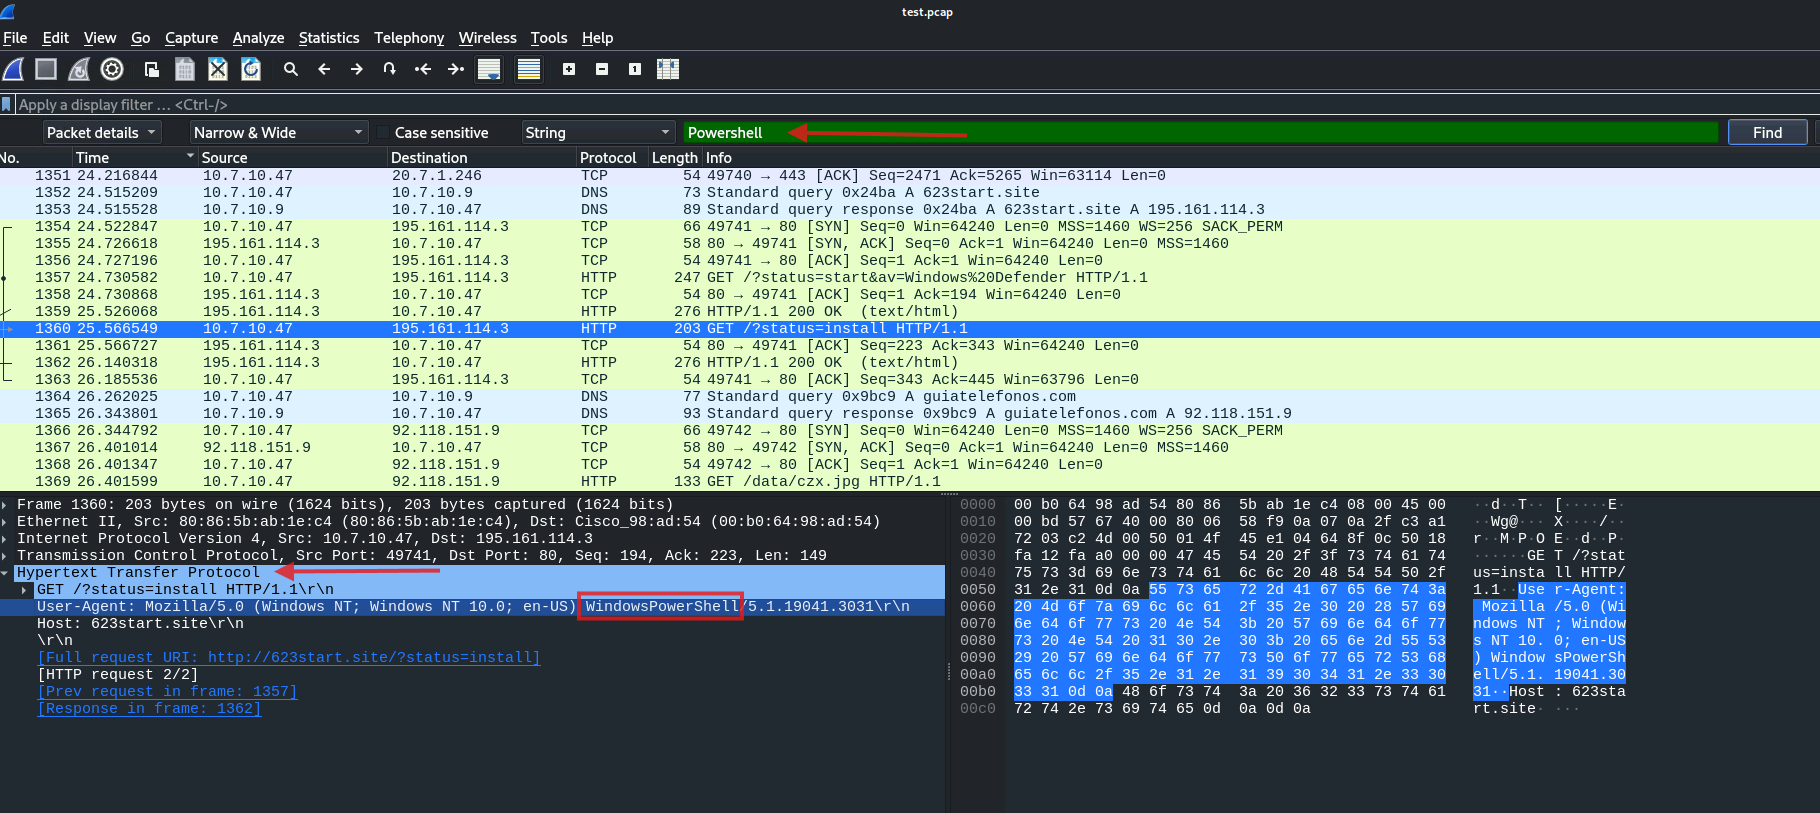 test.pcap
File Edit View Go Capture Analyze Statistics Telephony Wireless Tools Help
Apply a display filter … <Ctrl-/>
Packet details Narrow & Wide Case sensitive String Powershell Find
No. Time Source Destination Protocol Length Info
1351 24.216844 10.7.10.47 20.7.1.246 TCP 54 49740 → 443 [ACK] Seq=2471 Ack=5265 Win=63114 Len=0
1352 24.515209 10.7.10.47 10.7.10.9 DNS 73 Standard query 0x24ba A 623start.site
1353 24.515528 10.7.10.9 10.7.10.47 DNS 89 Standard query response 0x24ba A 623start.site A 195.161.114.3
1354 24.522847 10.7.10.47 195.161.114.3 TCP 66 49741 → 80 [SYN] Seq=0 Win=64240 Len=0 MSS=1460 WS=256 SACK_PERM
1355 24.726618 195.161.114.3 10.7.10.47 TCP 58 80 → 49741 [SYN, ACK] Seq=0 Ack=1 Win=64240 Len=0 MSS=1460
1356 24.727196 10.7.10.47 195.161.114.3 TCP 54 49741 → 80 [ACK] Seq=1 Ack=1 Win=64240 Len=0
1357 24.730582 10.7.10.47 195.161.114.3 HTTP 247 GET /?status=start&av=Windows%20Defender HTTP/1.1
1358 24.730868 195.161.114.3 10.7.10.47 TCP 54 80 → 49741 [ACK] Seq=1 Ack=194 Win=64240 Len=0
1359 25.526068 195.161.114.3 10.7.10.47 HTTP 276 HTTP/1.1 200 OK (text/html)
1360 25.566549 10.7.10.47 195.161.114.3 HTTP 203 GET /?status=install HTTP/1.1
1361 25.566727 195.161.114.3 10.7.10.47 TCP 54 80 → 49741 [ACK] Seq=223 Ack=343 Win=64240 Len=0
1362 26.140318 195.161.114.3 10.7.10.47 HTTP 276 HTTP/1.1 200 OK (text/html)
1363 26.185536 10.7.10.47 195.161.114.3 TCP 54 49741 → 80 [ACK] Seq=343 Ack=445 Win=63796 Len=0
1364 26.262025 10.7.10.47 10.7.10.9 DNS 77 Standard query 0x9bc9 A guiatelefonos.com
1365 26.343801 10.7.10.9 10.7.10.47 DNS 93 Standard query response 0x9bc9 A guiatelefonos.com A 92.118.151.9
1366 26.344792 10.7.10.47 92.118.151.9 TCP 66 49742 → 80 [SYN] Seq=0 Win=64240 Len=0 MSS=1460 WS=256 SACK_PERM
1367 26.401014 92.118.151.9 10.7.10.47 TCP 58 80 → 49742 [SYN, ACK] Seq=0 Ack=1 Win=64240 Len=0 MSS=1460
1368 26.401347 10.7.10.47 92.118.151.9 TCP 54 49742 → 80 [ACK] Seq=1 Ack=1 Win=64240 Len=0
1369 26.401599 10.7.10.47 92.118.151.9 HTTP 133 GET /data/czx.jpg HTTP/1.1
Frame 1360: 203 bytes on wire (1624 bits), 203 bytes captured (1624 bits)
Ethernet II, Src: 80:86:5b:ab:1e:c4 (80:86:5b:ab:1e:c4), Dst: Cisco_98:ad:54 (00:b0:64:98:ad:54)
Internet Protocol Version 4, Src: 10.7.10.47, Dst: 195.161.114.3
Transmission Control Protocol, Src Port: 49741, Dst Port: 80, Seq: 194, Ack: 223, Len: 149
Hypertext Transfer Protocol
GET /?status=install HTTP/1.1\r\n
User-Agent: Mozilla/5.0 (Windows NT; Windows NT 10.0; en-US) WindowsPowerShell/5.1.19041.3031\r\n
Host: 623start.site\r\n
\r\n
[Full request URI: http://623start.site/?status=install]
[HTTP request 2/2]
[Prev request in frame: 1357]
[Response in frame: 1362]
0000 00 b0 64 98 ad 54 80 86 5b ab 1e c4 08 00 45 00 ··d··T·· [·····E·
0010 00 bd 57 67 40 00 80 06 58 f9 0a 07 0a 2f c3 a1 ··Wg@··· X····/··
0020 72 03 c2 4d 00 50 01 4f 45 e1 04 64 8f 0c 50 18 r··M·P·O E··d··P·
0030 fa 12 fa a0 00 00 47 45 54 20 2f 3f 73 74 61 74 ······GE T /?stat
0040 75 73 3d 69 6e 73 74 61 6c 6c 20 48 54 54 50 2f us=insta ll HTTP/
0050 31 2e 31 0d 0a 55 73 65 72 2d 41 67 65 6e 74 3a 1.1··Use r-Agent:
0060 20 4d 6f 7a 69 6c 6c 61 2f 35 2e 30 20 28 57 69 Mozilla /5.0 (Wi
0070 6e 64 6f 77 73 20 4e 54 3b 20 57 69 6e 64 6f 77 ndows NT ; Window
0080 73 20 4e 54 20 31 30 2e 30 3b 20 65 6e 2d 55 53 s NT 10. 0; en-US
0090 29 20 57 69 6e 64 6f 77 73 50 6f 77 65 72 53 68 ) Window sPowerSh
00a0 65 6c 6c 2f 35 2e 31 2e 31 39 30 34 31 2e 33 30 ell/5.1. 19041.30
00b0 33 31 0d 0a 48 6f 73 74 3a 20 36 32 33 73 74 61 31··Host : 623sta
00c0 72 74 2e 73 69 74 65 0d 0a 0d 0a rt.site· ···